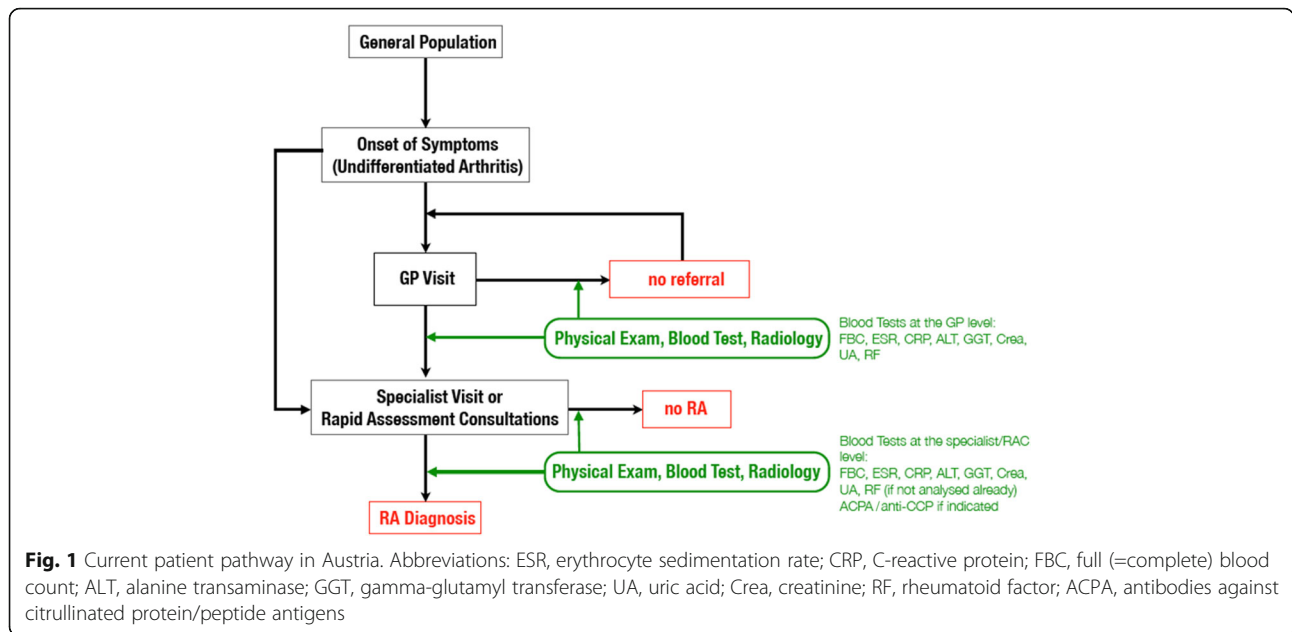 General Population
Onset of Symptoms
(Undifferentiated Arthritis)
GP Visit
no referral
Physical Exam, Blood Test, Radiology
Blood Tests at the GP level:
FBC, ESR, CRP, ALT, GGT, Crea,
UA, RF
Specialist Visit or
Rapid Assessment Consultations
no RA
Physical Exam, Blood Test, Radiology
Blood Tests at the specialist/RAC
level:
FBC, ESR, CRP, ALT, GGT, Crea,
UA, RF (if not analysed already)
ACPA/anti-CCP if indicated
RA Diagnosis
Fig. 1 Current patient pathway in Austria. Abbreviations: ESR, erythrocyte sedimentation rate; CRP, C-reactive protein; FBC, full (=complete) blood
count; ALT, alanine transaminase; GGT, gamma-glutamyl transferase; UA, uric acid; Crea, creatinine; RF, rheumatoid factor; ACPA, antibodies against
citrullinated protein/peptide antigens